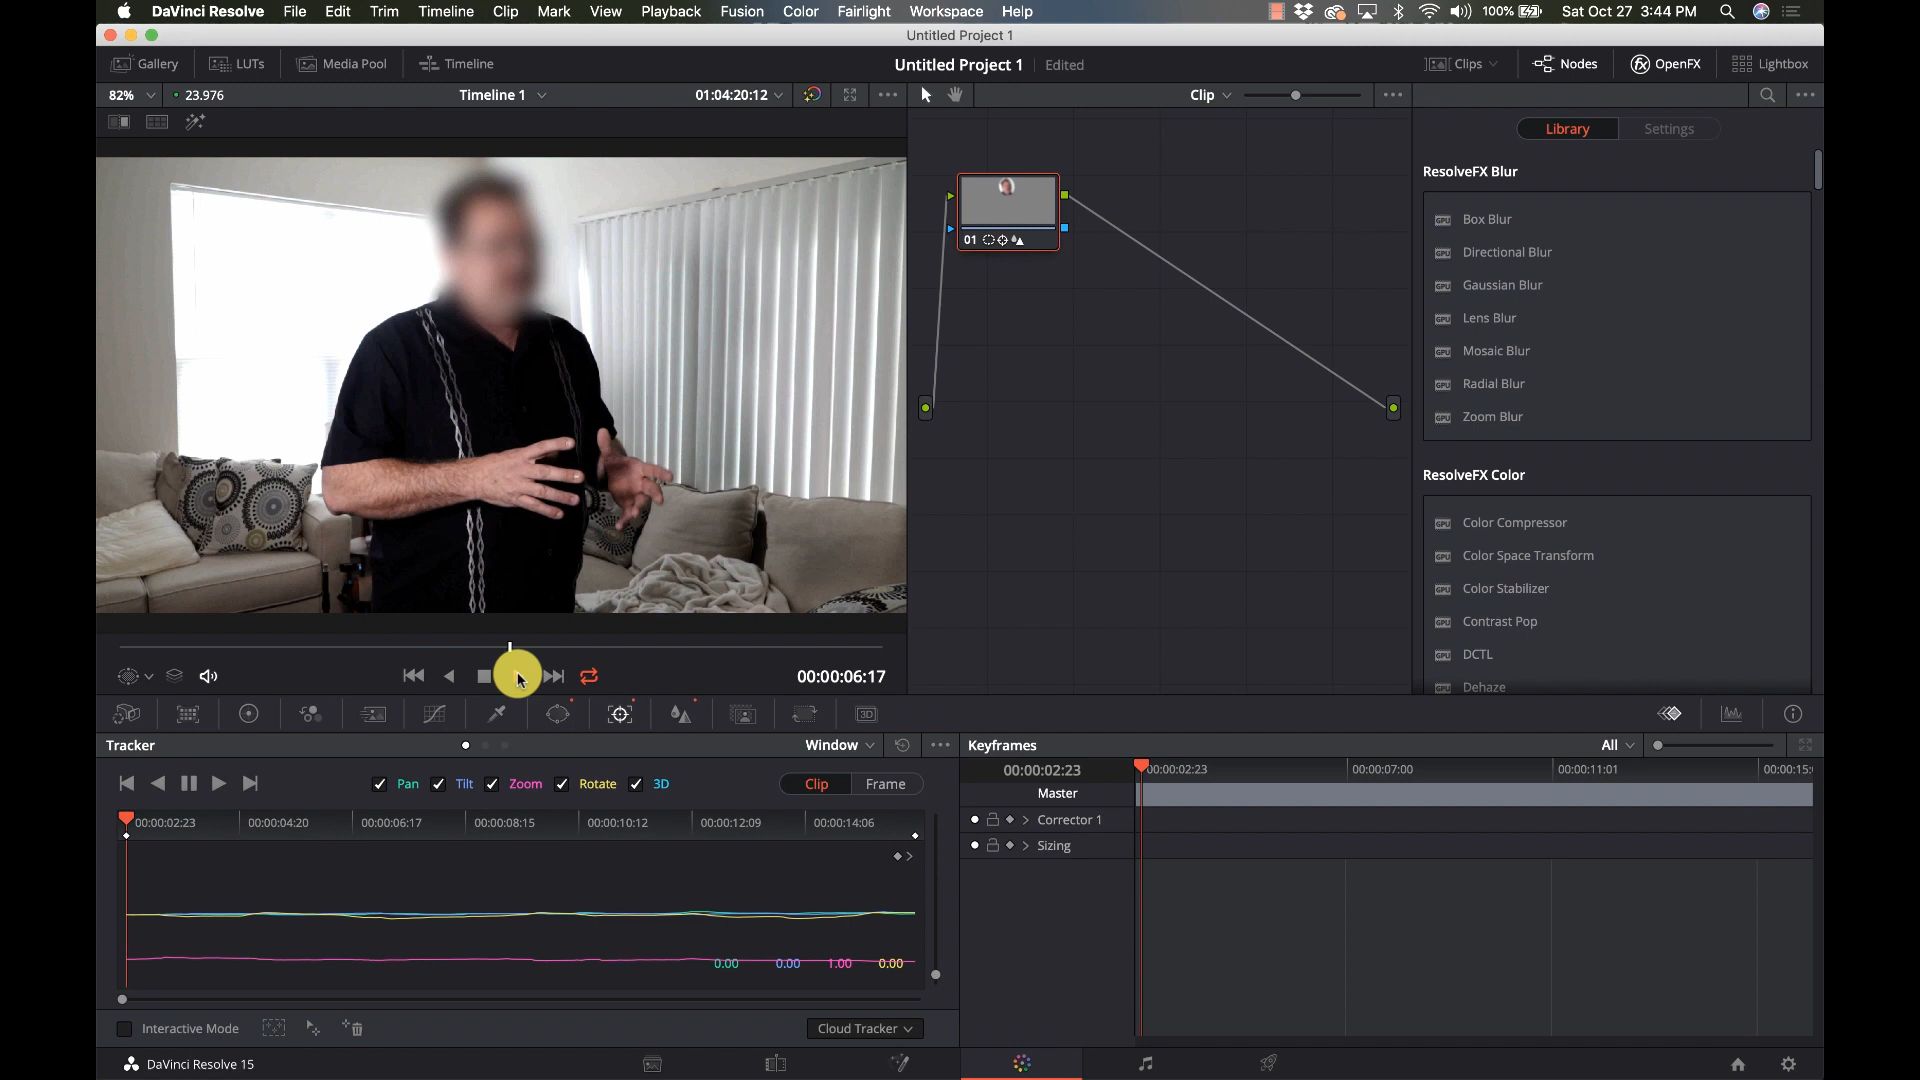 DaVinci Resolve File Edit Trim Timeline Clip Mark View Playback Fusion Color Fairlight Workspace Help 100% Sat Oct 27 3:44 PM
Untitled Project 1
Gallery LUTs Media Pool Timeline Untitled Project 1 Edited Clips Nodes OpenFX Lightbox
82% 23.976 Timeline 1 01:04:20:12 Clip
Library Settings
ResolveFX Blur
Box Blur
Directional Blur
Gaussian Blur
Lens Blur
Mosaic Blur
Radial Blur
Zoom Blur
01
ResolveFX Color
Color Compressor
Color Space Transform
Color Stabilizer
Contrast Pop
DCTL
Dehaze
00:00:06:17
3D
Tracker Window Keyframes All
Pan Tilt Zoom Rotate 3D Clip Frame
00:00:02:23 00:00:02:23 00:00:07:00 00:00:11:01 00:00:15:
Master
Corrector 1
Sizing
00:00:02:23 00:00:04:20 00:00:06:17 00:00:08:15 00:00:10:12 00:00:12:09 00:00:14:06
0.00 0.00 1.00 0.00
Interactive Mode Cloud Tracker
DaVinci Resolve 15